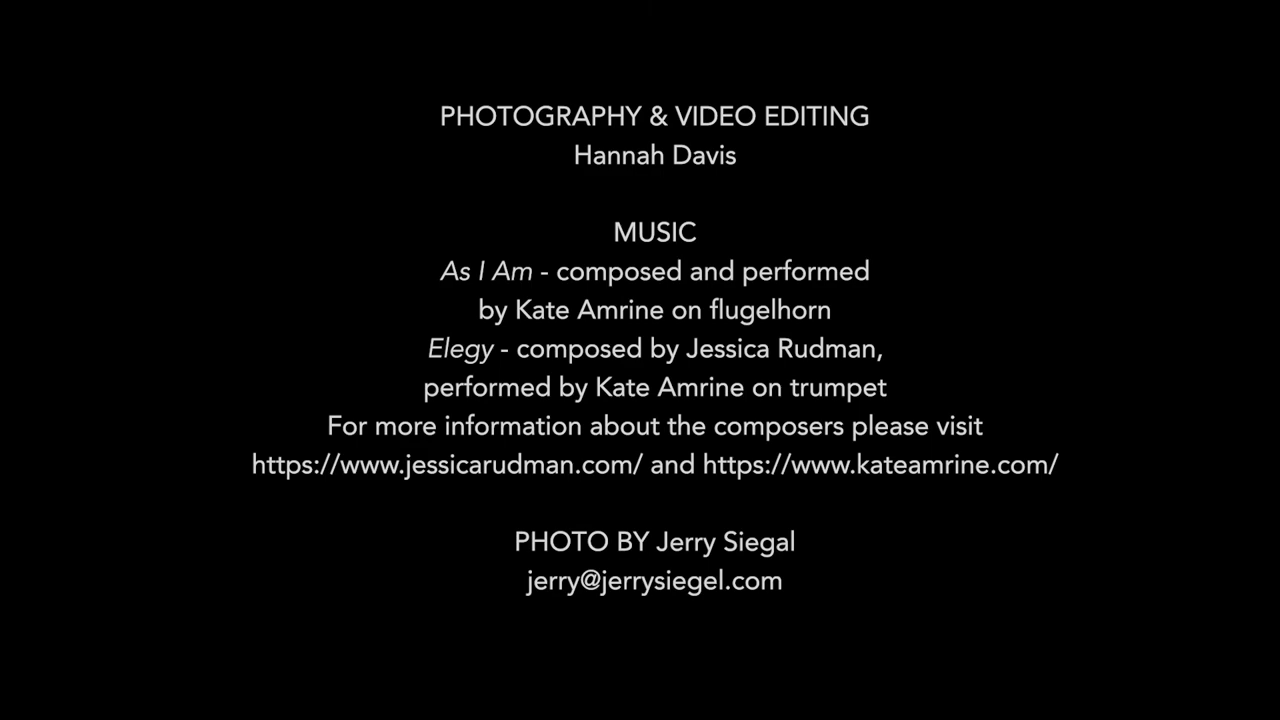 PHOTOGRAPHY & VIDEO EDITING
Hannah Davis
MUSIC
As I Am - composed and performed
by Kate Amrine on flugelhorn
Elegy - composed by Jessica Rudman,
performed by Kate Amrine on trumpet
For more information about the composers please visit
https://www.jessicarudman.com/ and https://www.kateamrine.com/
PHOTO BY Jerry Siegal
jerry@jerrysiegel.com